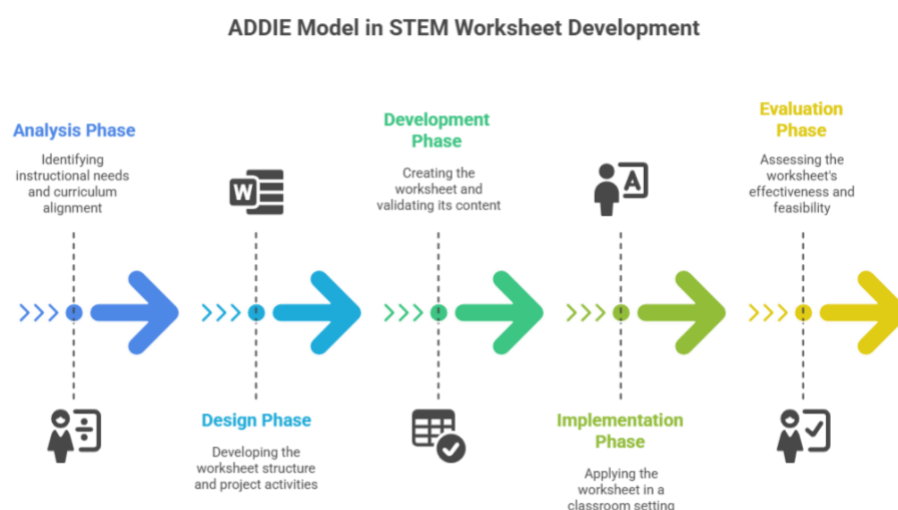 ADDIE Model in STEM Worksheet Development
Analysis Phase
Identifying
instructional needs
and curriculum
alignment
W
Design Phase
Developing the
worksheet structure
and project activities
Development
Phase
Creating the
worksheet and
validating its content
A
Implementation
Phase
Applying the
worksheet in a
classroom setting
Evaluation
Phase
Assessing the
worksheet's
effectiveness and
feasibility